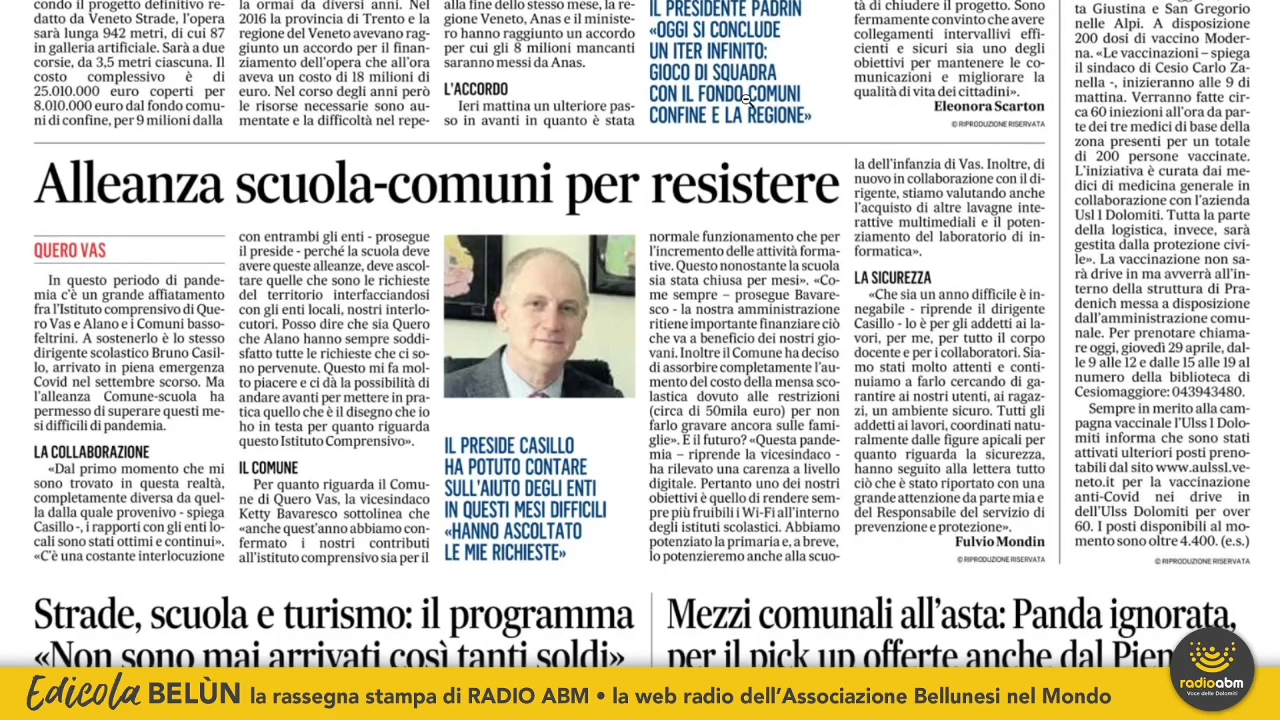 condo il progetto definitivo re-
datto da Veneto Strade, l'opera
sarà lunga 942 metri, di cui 87
in galleria artificiale. Sarà a due
corsie, da 3,5 metri ciascuna. Il
costo complessivo è di
25.010.000 euro coperti per
8.010.000 euro dal fondo comu-
ni di confine, per 9 milioni dalla
la ormai da diversi anni. Nel
2016 la provincia di Trento e la
regione del Veneto avevano rag-
giunto un accordo per il finan-
ziamento dell'opera che all'ora
aveva un costo di 18 milioni di
euro. Nel corso degli anni però
le risorse necessarie sono au-
mentate e la difficoltà nel repe-
alla fine dello stesso mese, la re-
gione Veneto, Anas e il ministe-
ro hanno raggiunto un accordo
per cui gli 8 milioni mancanti
saranno messi da Anas.
L'ACCORDO
Ieri mattina un ulteriore pas-
so in avanti in quanto è stata
IL PRESIDENTE PADRIN
«OGGI SI CONCLUDE
UN ITER INFINITO:
GIOCO DI SQUADRA
CON IL FONDO COMUNI
CONFINE E LA REGIONE»
tà di chiudere il progetto. Sono
fermamente convinto che avere
collegamenti intervallivi effi-
cienti e sicuri sia uno degli
obiettivi per mantenere le co-
municazioni e migliorare la
qualità di vita dei cittadini».
Eleonora Scarton
© RIPRODUZIONE RISERVATA
Alleanza scuola-comuni per resistere
QUERO VAS
In questo periodo di pande-
mia c'è un grande affiatamento
fra l'Istituto comprensivo di Que-
ro Vas e Alano e i Comuni basso-
feltrini. A sostenerlo è lo stesso
dirigente scolastico Bruno Casil-
lo, arrivato in piena emergenza
Covid nel settembre scorso. Ma
l'alleanza Comune-scuola ha
permesso di superare questi me-
si difficili di pandemia.
LA COLLABORAZIONE
«Dal primo momento che mi
sono trovato in questa realtà,
completamente diversa da quel-
la dalla quale provenivo - spiega
Casillo -, i rapporti con gli enti lo-
cali sono stati ottimi e continui».
«C'è una costante interlocuzione
con entrambi gli enti - prosegue
il preside - perché la scuola deve
avere queste alleanze, deve ascol-
tare quelle che sono le richieste
del territorio interfacciandosi
con gli enti locali, nostri interlo-
cutori. Posso dire che sia Quero
che Alano hanno sempre soddi-
sfatto tutte le richieste che ci so-
no pervenute. Questo mi fa mol-
to piacere e ci dà la possibilità di
andare avanti per mettere in pra-
tica quello che è il disegno che io
ho in testa per quanto riguarda
questo Istituto Comprensivo».
IL COMUNE
Per quanto riguarda il Comu-
ne di Quero Vas, la vicesindaco
Ketty Bavaresco sottolinea che
«anche quest'anno abbiamo con-
fermato i nostri contributi
all'istituto comprensivo sia per il
IL PRESIDE CASILLO
HA POTUTO CONTARE
SULL'AIUTO DEGLI ENTI
IN QUESTI MESI DIFFICILI
«HANNO ASCOLTATO
LE MIE RICHIESTE»
normale funzionamento che per
l'incremento delle attività forma-
tive. Questo nonostante la scuola
sia stata chiusa per mesi». «Co-
me sempre – prosegue Bavare-
sco - la nostra amministrazione
ritiene importante finanziare ciò
che va a beneficio dei nostri gio-
vani. Inoltre il Comune ha deciso
di assorbire completamente l'au-
mento del costo della mensa sco-
lastica dovuto alle restrizioni
(circa di 50mila euro) per non
farlo gravare ancora sulle fami-
glie». E il futuro? «Questa pande-
mia – riprende la vicesindaco -
ha rilevato una carenza a livello
digitale. Pertanto uno dei nostri
obiettivi è quello di rendere sem-
pre più fruibili i Wi-Fi all'interno
degli istituti scolastici. Abbiamo
potenziato la primaria e, a breve,
lo potenzieremo anche alla scuo-
la dell'infanzia di Vas. Inoltre, di
nuovo in collaborazione con il di-
rigente, stiamo valutando anche
l'acquisto di altre lavagne inte-
rattive multimediali e il poten-
ziamento del laboratorio di in-
formatica».
LA SICUREZZA
«Che sia un anno difficile è in-
negabile - riprende il dirigente
Casillo - lo è per gli addetti ai la-
vori, per me, per tutto il corpo
docente e per i collaboratori. Sia-
mo stati molto attenti e conti-
nuiamo a farlo cercando di ga-
rantire ai nostri utenti, ai ragaz-
zi, un ambiente sicuro. Tutti gli
addetti ai lavori, coordinati natu-
ralmente dalle figure apicali per
quanto riguarda la sicurezza,
hanno seguito alla lettera tutto
ciò che è stato riportato con una
grande attenzione da parte mia e
del Responsabile del servizio di
prevenzione e protezione».
Fulvio Mondin
© RIPRODUZIONE RISERVATA
ta Giustina e San Gregorio
nelle Alpi. A disposizione
200 dosi di vaccino Moder-
na. «Le vaccinazioni – spiega
il sindaco di Cesio Carlo Za-
nella -, inizieranno alle 9 di
mattina. Verranno fatte cir-
ca 60 iniezioni all'ora da par-
te dei tre medici di base della
zona presenti per un totale
di 200 persone vaccinate.
L'iniziativa è curata dai me-
dici di medicina generale in
collaborazione con l'azienda
Usl 1 Dolomiti. Tutta la parte
della logistica, invece, sarà
gestita dalla protezione civi-
le». La vaccinazione non sa-
rà drive in ma avverrà all'in-
terno della struttura di Pra-
denich messa a disposizione
dall'amministrazione comu-
nale. Per prenotare chiama-
re oggi, giovedì 29 aprile, dal-
le 9 alle 12 e dalle 15 alle 19 al
numero della biblioteca di
Cesiomaggiore: 043943480.
Sempre in merito alla cam-
pagna vaccinale l'Ulss 1 Dolo-
miti informa che sono stati
attivati ulteriori posti preno-
tabili dal sito www.aulssl.ve-
neto.it per la vaccinazione
anti-Covid nei drive in
dell'Ulss Dolomiti per over
60. I posti disponibili al mo-
mento sono oltre 4.400. (e.s.)
© RIPRODUZIONE RISERVATA
Strade, scuola e turismo: il programma
«Non sono mai arrivati così tanti soldi»
Mezzi comunali all'asta: Panda ignorata,
per il pick up offerte anche dal Piem
Edicola BELÙN la rassegna stampa di RADIO ABM • la web radio dell'Associazione Bellunesi nel Mondo
radioabm
Voce delle Dolomiti